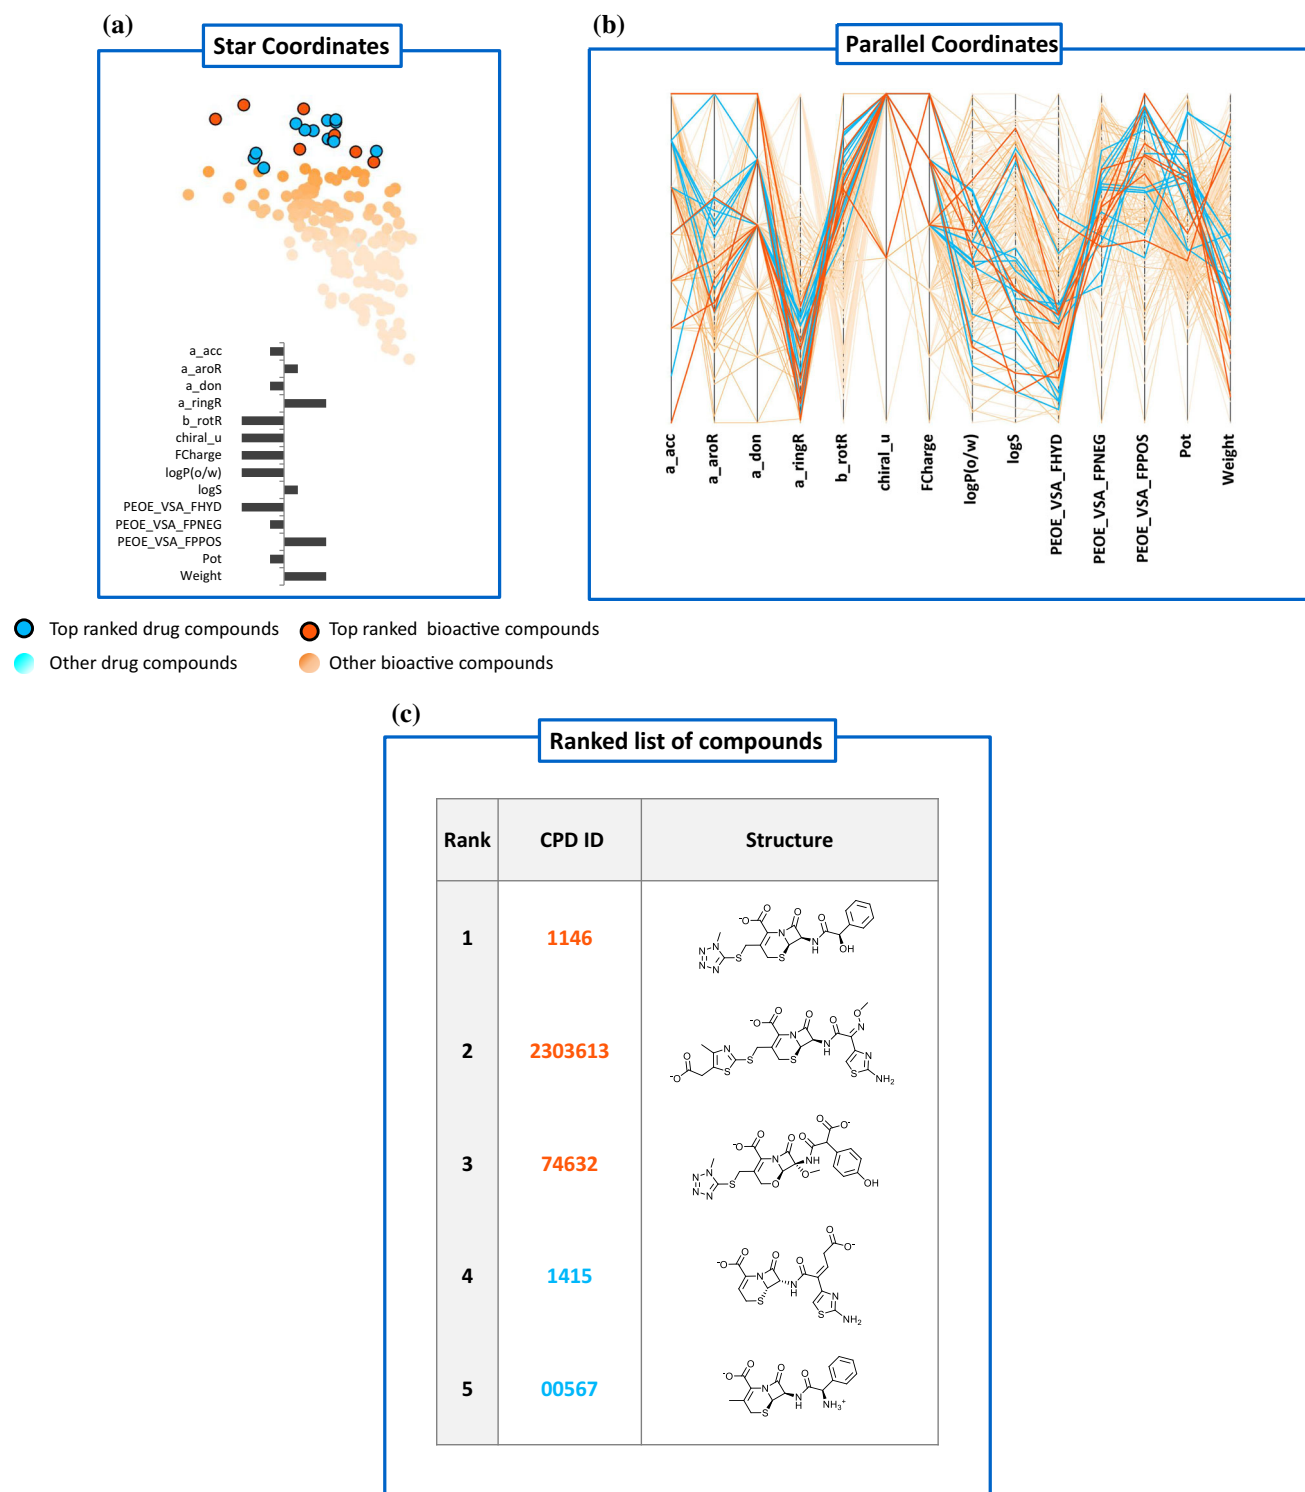 (a)
Star Coordinates
a_acc
a_aroR
a_don
a_ringR
b_rotR
chiral_u
FCharge
logP(o/w)
logS
PEOE_VSA_FHYD
PEOE_VSA_FPNEG
PEOE_VSA_FPPOS
Pot
Weight
(b)
Parallel Coordinates
a_acc
a_aroR
a_don
a_ringR
b_rotR
chiral_u
FCharge
logP(o/w)
logS
PEOE_VSA_FHYD
PEOE_VSA_FPNEG
PEOE_VSA_FPPOS
Pot
Weight
Top ranked drug compounds
Top ranked bioactive compounds
Other drug compounds
Other bioactive compounds
(c)
Ranked list of compounds
Rank CPD ID Structure
1 1146
2 2303613
3 74632
4 1415
5 00567